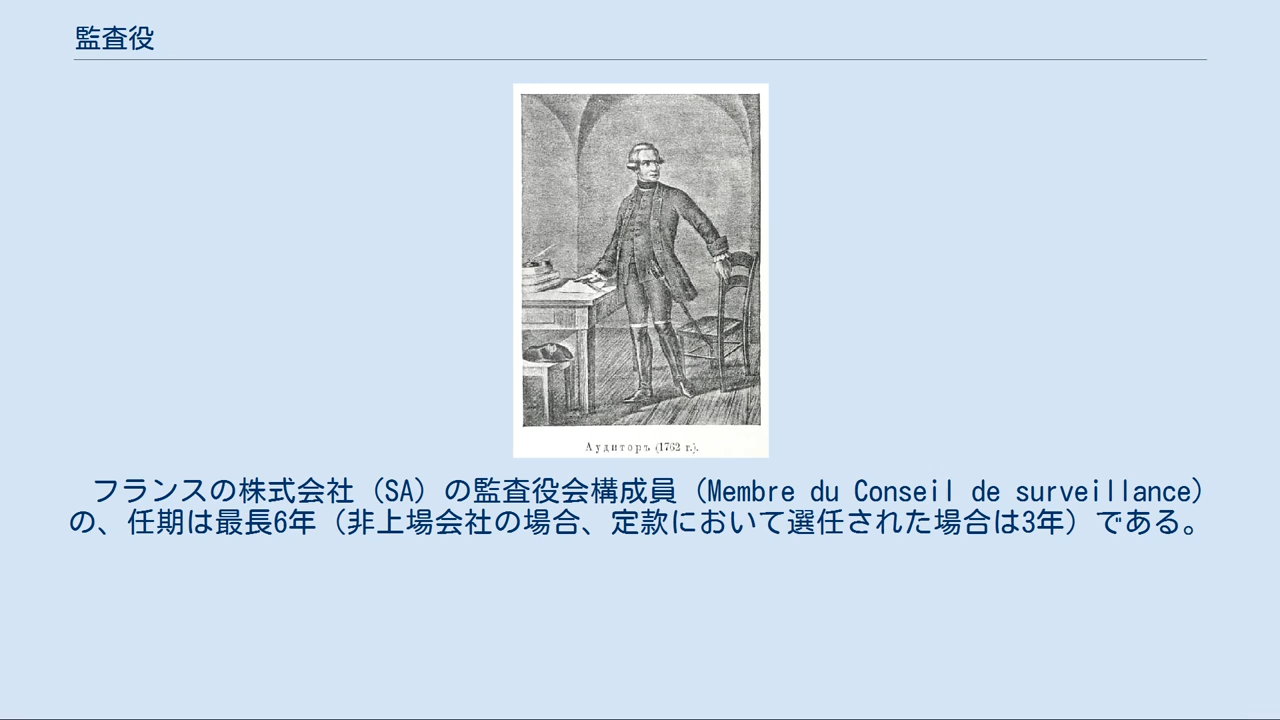 監査役
Аудиторъ (1762 г.).
フランスの株式会社（SA）の監査役会構成員（Membre du Conseil de surveillance）
の、任期は最長6年（非上場会社の場合、定款において選任された場合は3年）である。